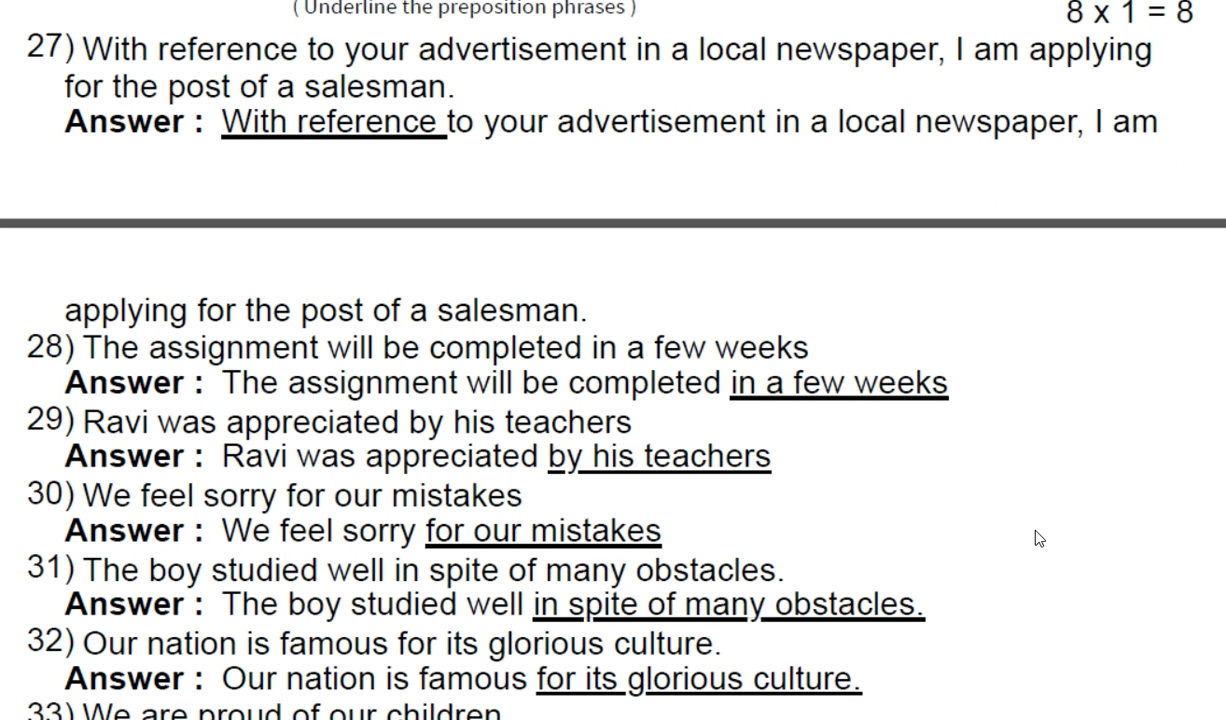 ( Underline the preposition phrases )
8 x 1 = 8
27) With reference to your advertisement in a local newspaper, I am applying
for the post of a salesman.
Answer : With reference to your advertisement in a local newspaper, I am
applying for the post of a salesman.
28) The assignment will be completed in a few weeks
Answer : The assignment will be completed in a few weeks
29) Ravi was appreciated by his teachers
Answer : Ravi was appreciated by his teachers
30) We feel sorry for our mistakes
Answer : We feel sorry for our mistakes
31) The boy studied well in spite of many obstacles.
Answer : The boy studied well in spite of many obstacles.
32) Our nation is famous for its glorious culture.
Answer : Our nation is famous for its glorious culture.
33) We are proud of our children